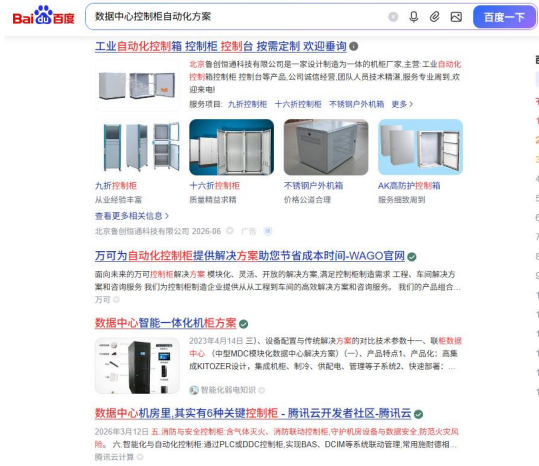 Bai du 百度
数据中心控制柜自动化方案
百度一下
工业自动化控制箱 控制柜 控制台 按需定制 欢迎垂询
北京鲁创恒通科技有限公司是一家设计制造为一体的机柜厂家,主营:工业自动化
控制箱控制柜 控制台等产品,公司诚信经营,团队人员技术精湛,服务专业周到,欢
迎来电!
服务项目: 九折控制柜 十六折控制柜 不锈钢户外机箱 更多
九折控制柜 十六折控制柜 不锈钢户外机箱 AK高防护控制箱
从业经验丰富 质量精益求精 价格公道合理 服务细致周到
查看更多相关信息
北京鲁创恒通科技有限公司 2026-06 广告
万可为自动化控制柜提供解决方案助您节省成本时间-WAGO官网
面向未来的万可控制柜解决方案 模块化、灵活、开放的解决方案,满足控制柜制造需求 工程、车间解决方
案和咨询服务 我们为控制柜制造企业提供从从工程到车间的高效解决方案和咨询服务。 我们的产品组合...
万可
数据中心智能一体化机柜方案
2023年4月14日 三）、设备配置与传统解决方案的对比技术参数十一、联柜数据
中心 （中型MDC模块化数据中心解决方案）（一）、产品特点1、产品化：高集
成KITOZER设计，集成机柜、制冷、供配电、管理等子系统2、快速部署：...
智能化弱电知识
数据中心机房里,其实有6种关键控制柜 - 腾讯云开发者社区-腾讯云
2026年3月12日 五.消防与安全控制柜:含气体灭火、消防联动控制柜,守护机房设备与数据安全,防范火灾风
险。 六.智能化与自动化控制柜:通过PLC或DDC控制柜,实现BAS、DCIM等系统联动管理,常用施耐德相...
腾讯云计算